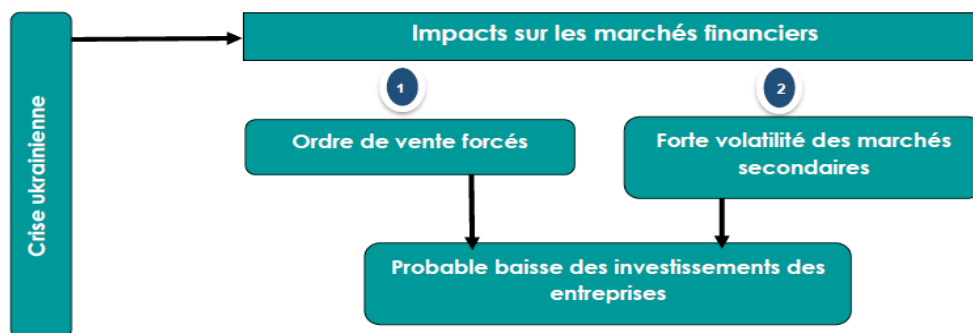 Crise ukrainienne
Impacts sur les marchés financiers
1
2
Ordre de vente forcés
Forte volatilité des marchés
secondaires
Probable baisse des investissements des
entreprises